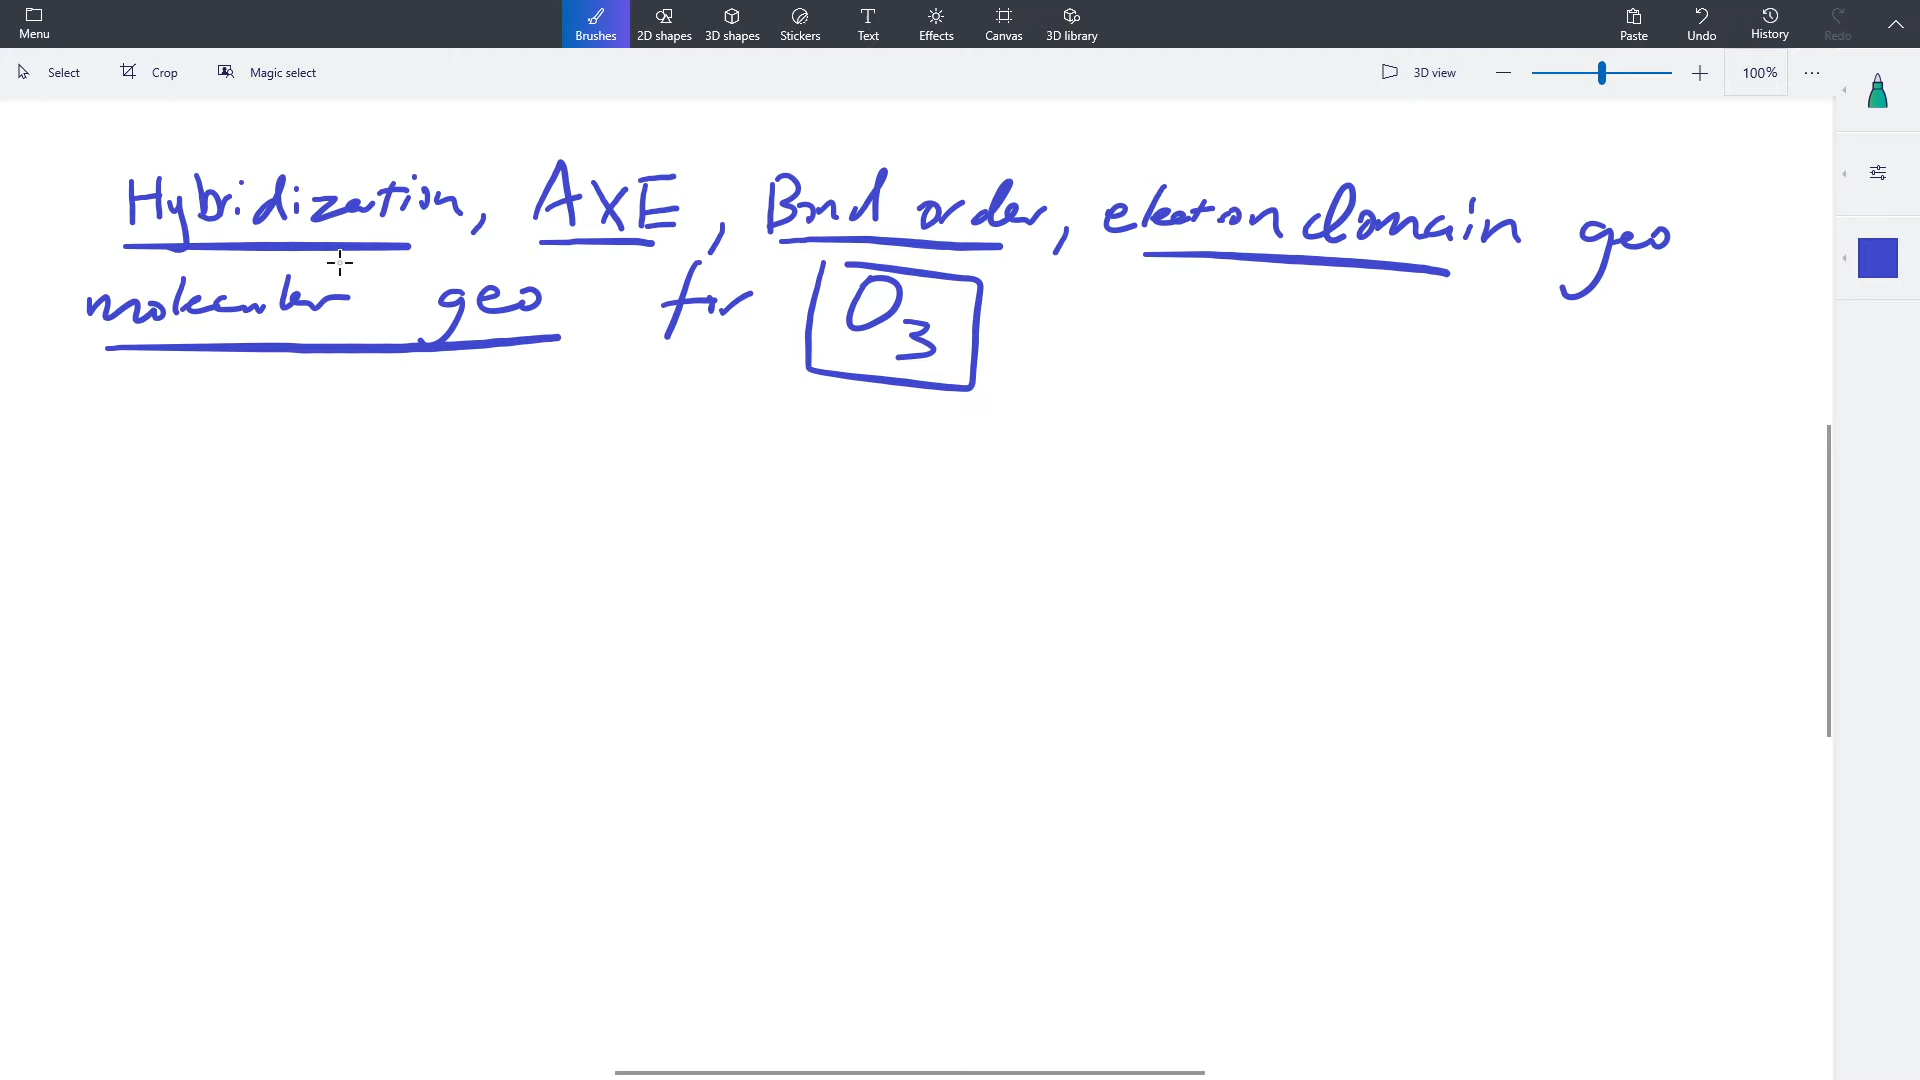 Menu Brushes 2D shapes 3D shapes Stickers Text Effects Canvas 3D library Paste Undo History Redo
Select Crop Magic select 3D view 100%
Hybridization, AXE, Bond order, electron domain geo
molecular geo for O3